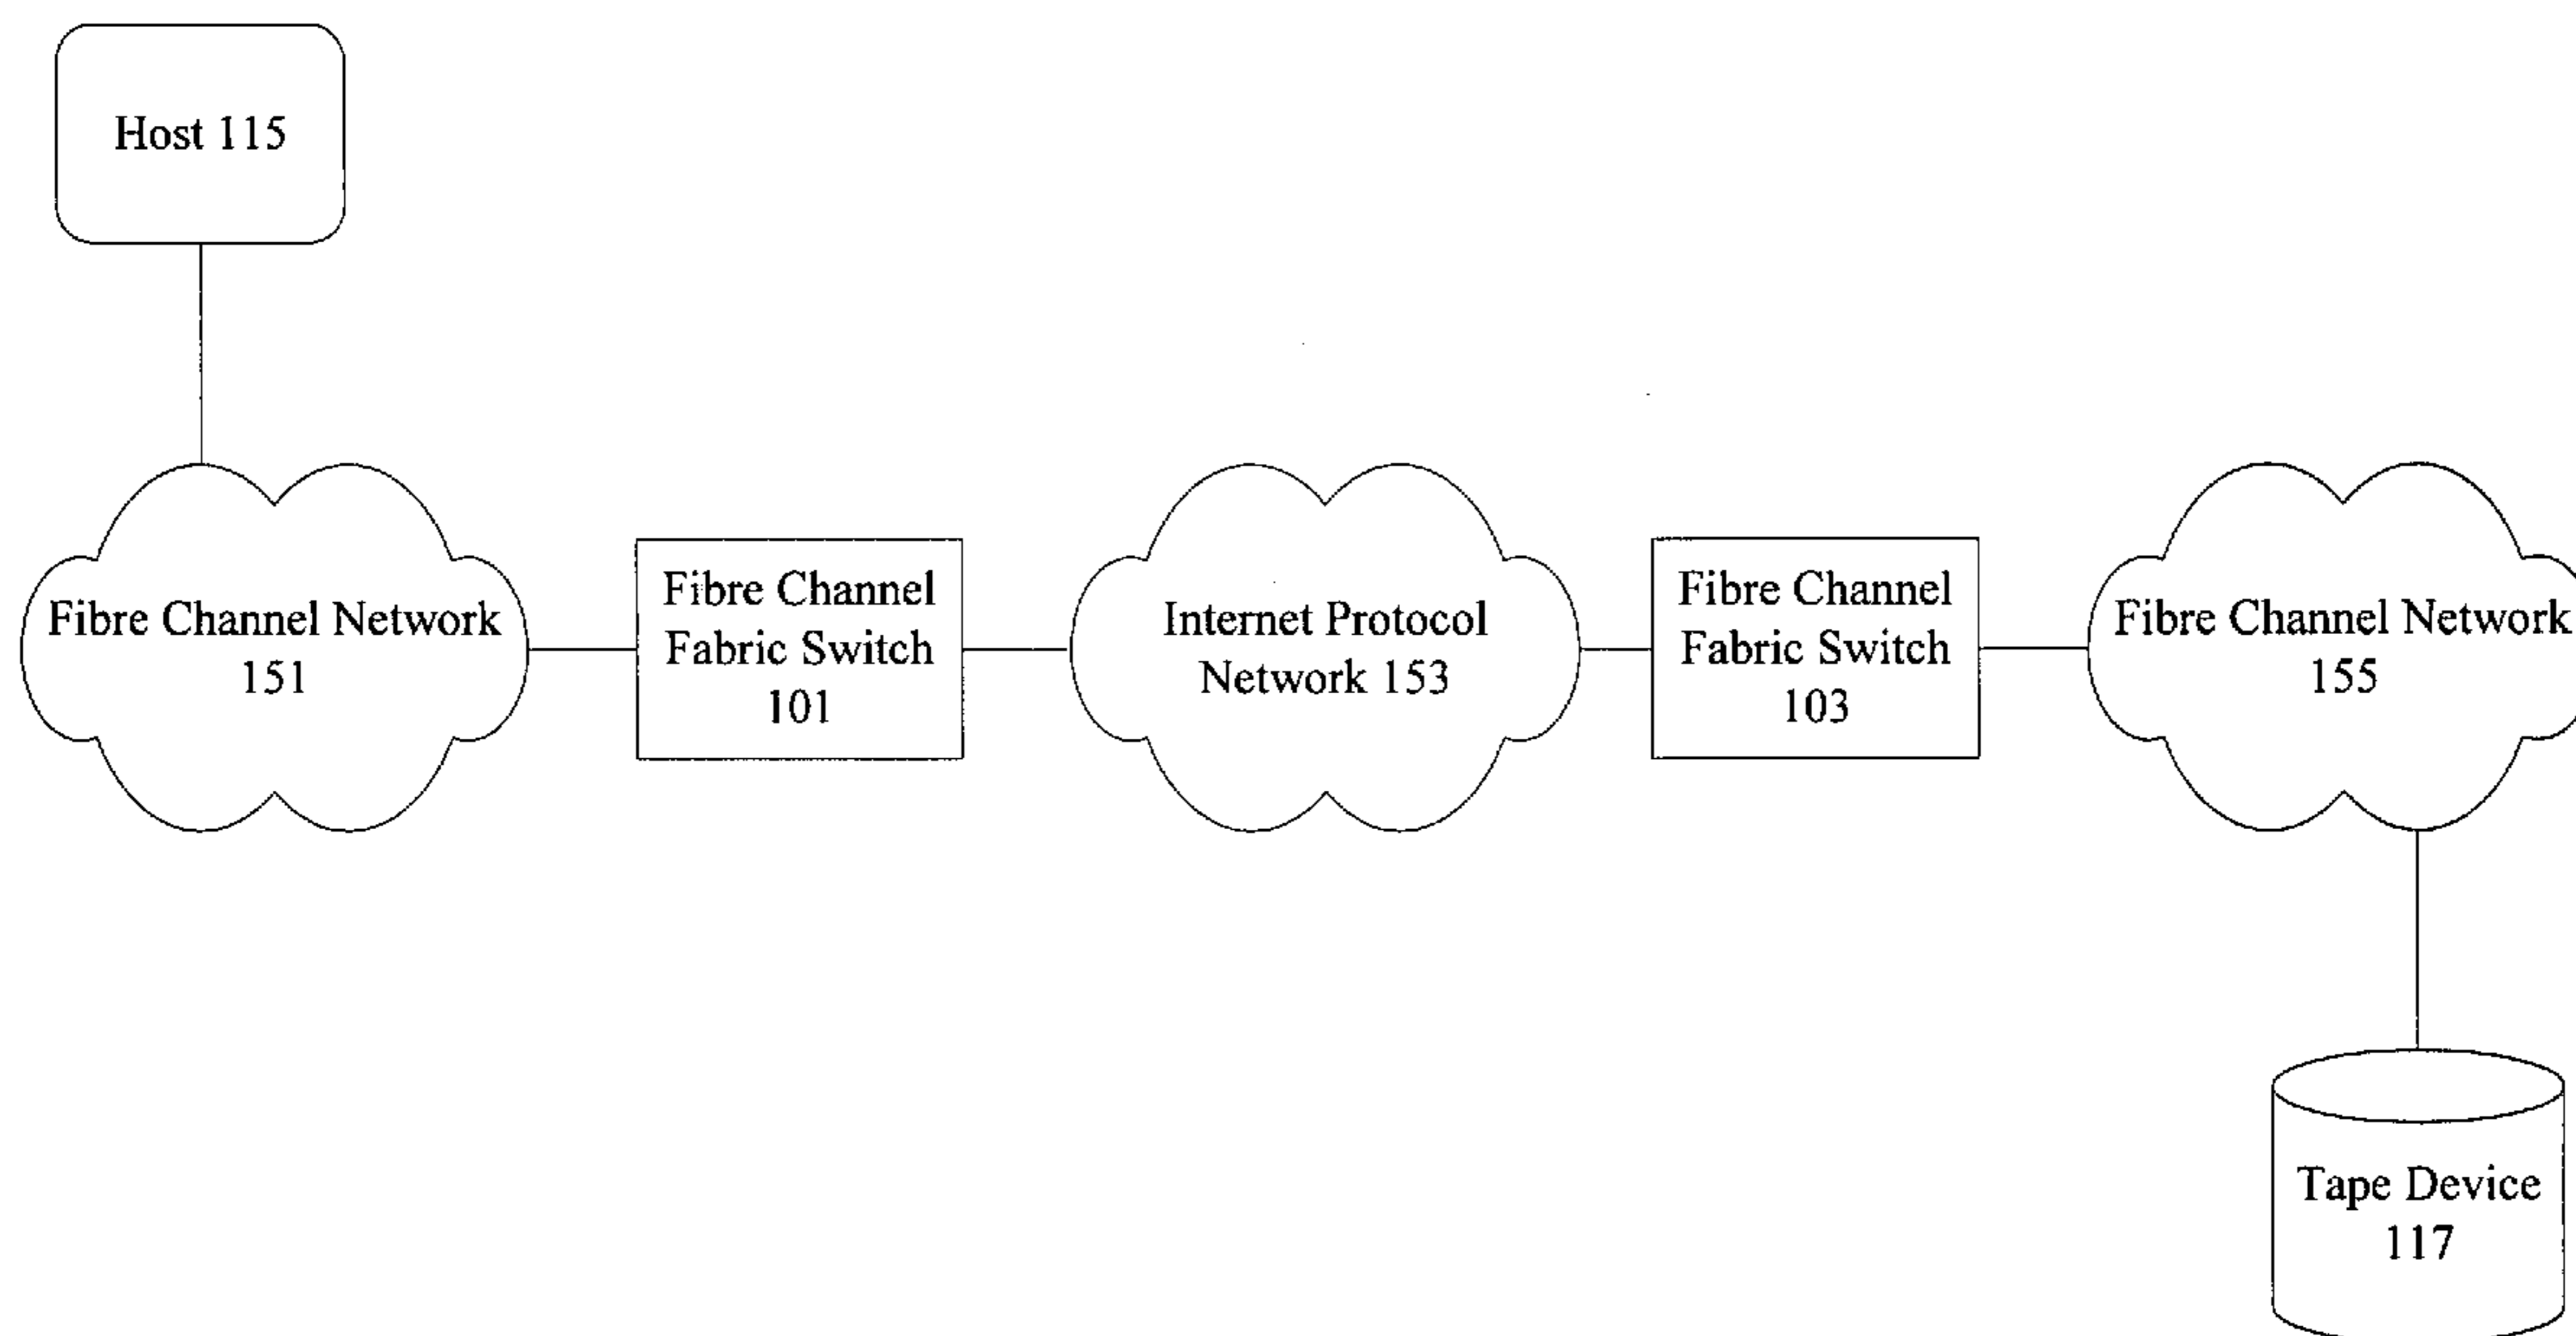 Host 115
Fibre Channel Network
151
Fibre Channel
Fabric Switch
101
Internet Protocol
Network 153
Fibre Channel
Fabric Switch
103
Fibre Channel Network
155
Tape Device
117